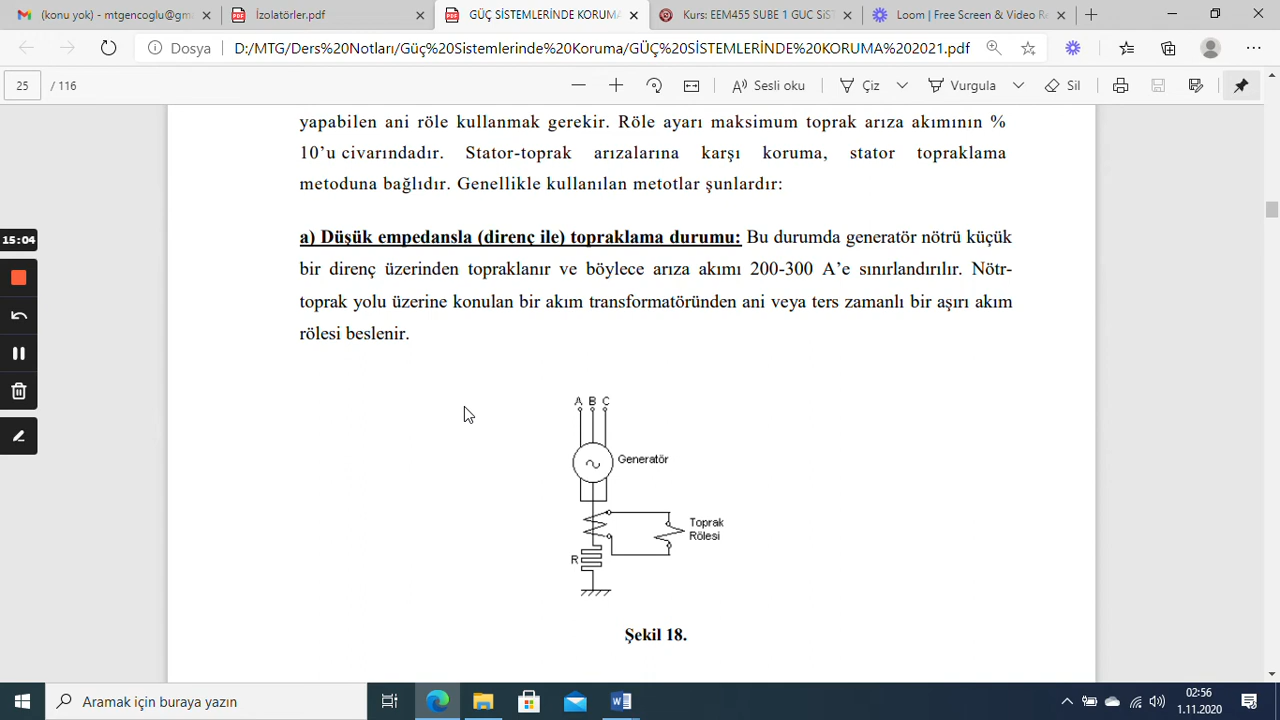 (konu yok) - mtgencoglu@gm
İzolatörler.pdf
GÜÇ SİSTEMLERİNDE KORUMA
Kurs: EEM455 SUBE 1 GUC SiST
Loom | Free Screen & Video Re
Dosya
D:/MTG/Ders%20Notları/Güç%20Sistemlerinde%20Koruma/GÜÇ%20SİSTEMLERİNDE%20KORUMA%202021.pdf
25 / 116
Sesli oku
Çiz
Vurgula
Sil
yapabilen ani röle kullanmak gerekir. Röle ayarı maksimum toprak arıza akımının %
10’u civarındadır. Stator-toprak arızalarına karşı koruma, stator topraklama
metoduna bağlıdır. Genellikle kullanılan metotlar şunlardır:
a) Düşük empedansla (direnç ile) topraklama durumu: Bu durumda generatör nötrü küçük
bir direnç üzerinden topraklanır ve böylece arıza akımı 200-300 A’e sınırlandırılır. Nötr-
toprak yolu üzerine konulan bir akım transformatöründen ani veya ters zamanlı bir aşırı akım
rölesi beslenir.
15:04
A B C
Generatör
Toprak
Rölesi
R
Şekil 18.
Aramak için buraya yazın
02:56
1.11.2020